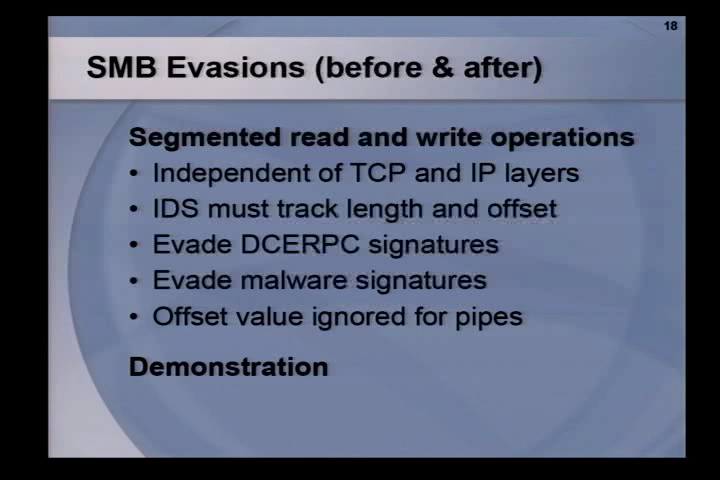 18
SMB Evasions (before & after)
Segmented read and write operations
• Independent of TCP and IP layers
• IDS must track length and offset
• Evade DCERPC signatures
• Evade malware signatures
• Offset value ignored for pipes
Demonstration